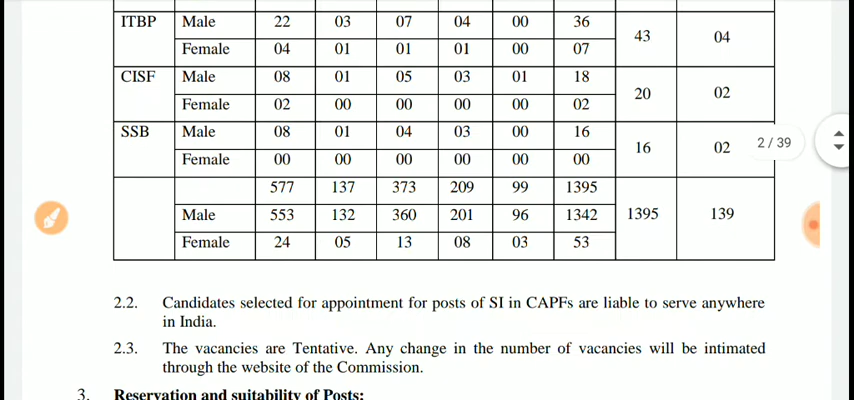 ITBP Male 22 03 07 04 00 36 43 04
Female 04 01 01 01 00 07
CISF Male 08 01 05 03 01 18 20 02
Female 02 00 00 00 00 02
SSB Male 08 01 04 03 00 16 16 02
Female 00 00 00 00 00 00
2 / 39
577 137 373 209 99 1395 1395 139
Male 553 132 360 201 96 1342
Female 24 05 13 08 03 53
2.2. Candidates selected for appointment for posts of SI in CAPFs are liable to serve anywhere
in India.
2.3. The vacancies are Tentative. Any change in the number of vacancies will be intimated
through the website of the Commission.
3. Reservation and suitability of Posts: